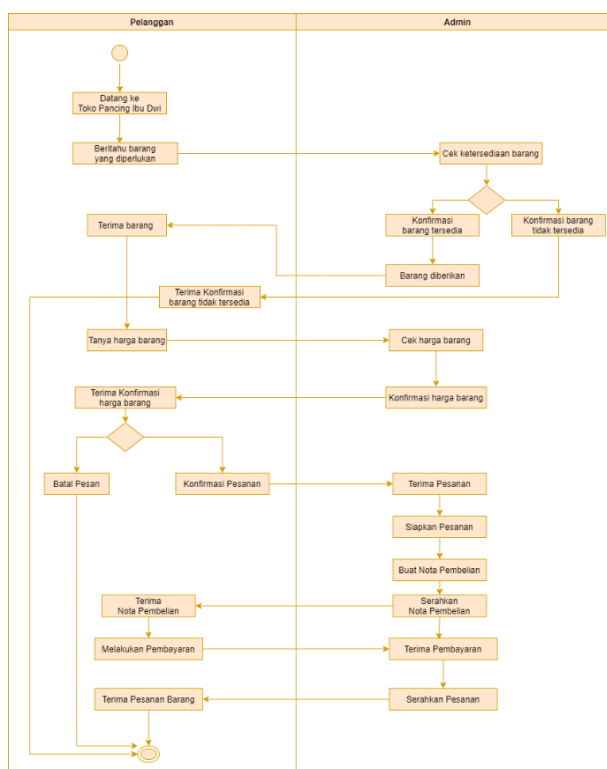 Pelanggan
Admin
Datang ke
Toko Pancing Ibu Dwi
Beritahu barang
yang diperlukan
Cek ketersediaan barang
Konfirmasi
barang tersedia
Konfirmasi barang
tidak tersedia
Terima barang
Barang diberikan
Terima Konfirmasi
barang tidak tersedia
Tanya harga barang
Cek harga barang
Terima Konfirmasi
harga barang
Konfirmasi harga barang
Batal Pesan
Konfirmasi Pesanan
Terima Pesanan
Siapkan Pesanan
Buat Nota Pembelian
Terima
Nota Pembelian
Serahkan
Nota Pembelian
Melakukan Pembayaran
Terima Pembayaran
Terima Pesanan Barang
Serahkan Pesanan